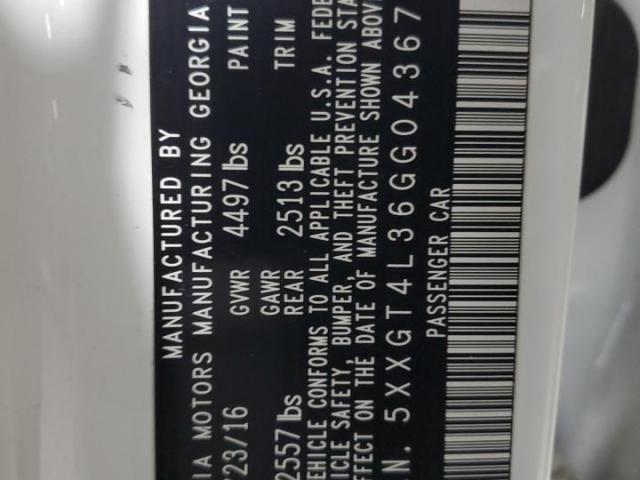 MANUFACTURED BY
IA MOTORS MANUFACTURING GEORGIA
23/16 GVWR 4497 lbs PAINT
GAWR
2557 lbs REAR 2513 lbs TRIM
EHICLE CONFORMS TO ALL APPLICABLE U.S.A. FEDE
ICLE SAFETY, BUMPER, AND THEFT PREVENTION STA
FFECT ON THE DATE OF MANUFACTURE SHOWN ABOV
N. 5XXGT4L36GG04367
PASSENGER CAR